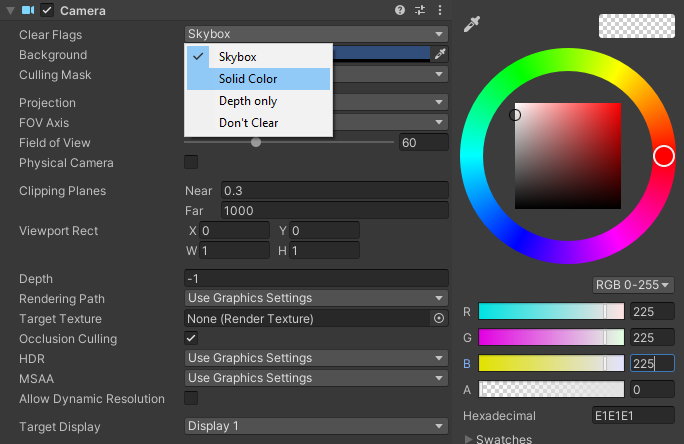 Camera
Clear Flags Skybox
Background
Culling Mask
Skybox
Solid Color
Depth only
Don't Clear
Projection
FOV Axis
Field of View 60
Physical Camera
Clipping Planes Near 0.3
Far 1000
Viewport Rect X 0 Y 0
W 1 H 1
Depth -1
Rendering Path Use Graphics Settings
Target Texture None (Render Texture)
Occlusion Culling
HDR Use Graphics Settings
MSAA Use Graphics Settings
Allow Dynamic Resolution
Target Display Display 1
RGB 0-255
R 225
G 225
B 225
A 0
Hexadecimal E1E1E1
Swatches